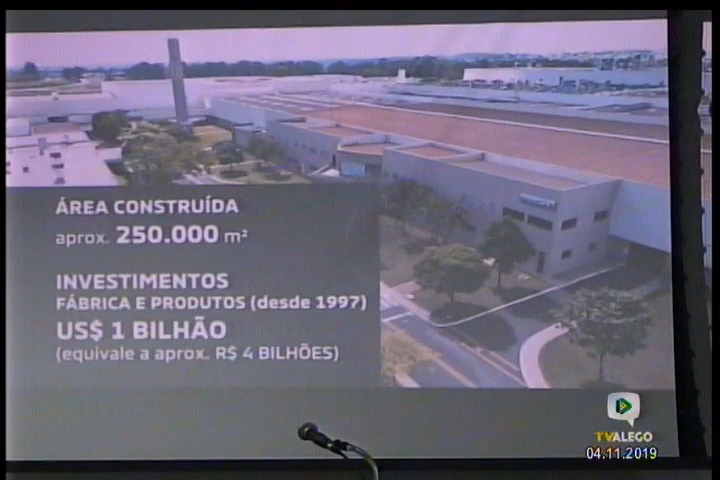 ÁREA CONSTRUÍDA
aprox. 250.000 m²
INVESTIMENTOS
FÁBRICA E PRODUTOS (desde 1997)
US$ 1 BILHÃO
(equivale a aprox. R$ 4 BILHÕES)
TVALEGO
04.11.2019